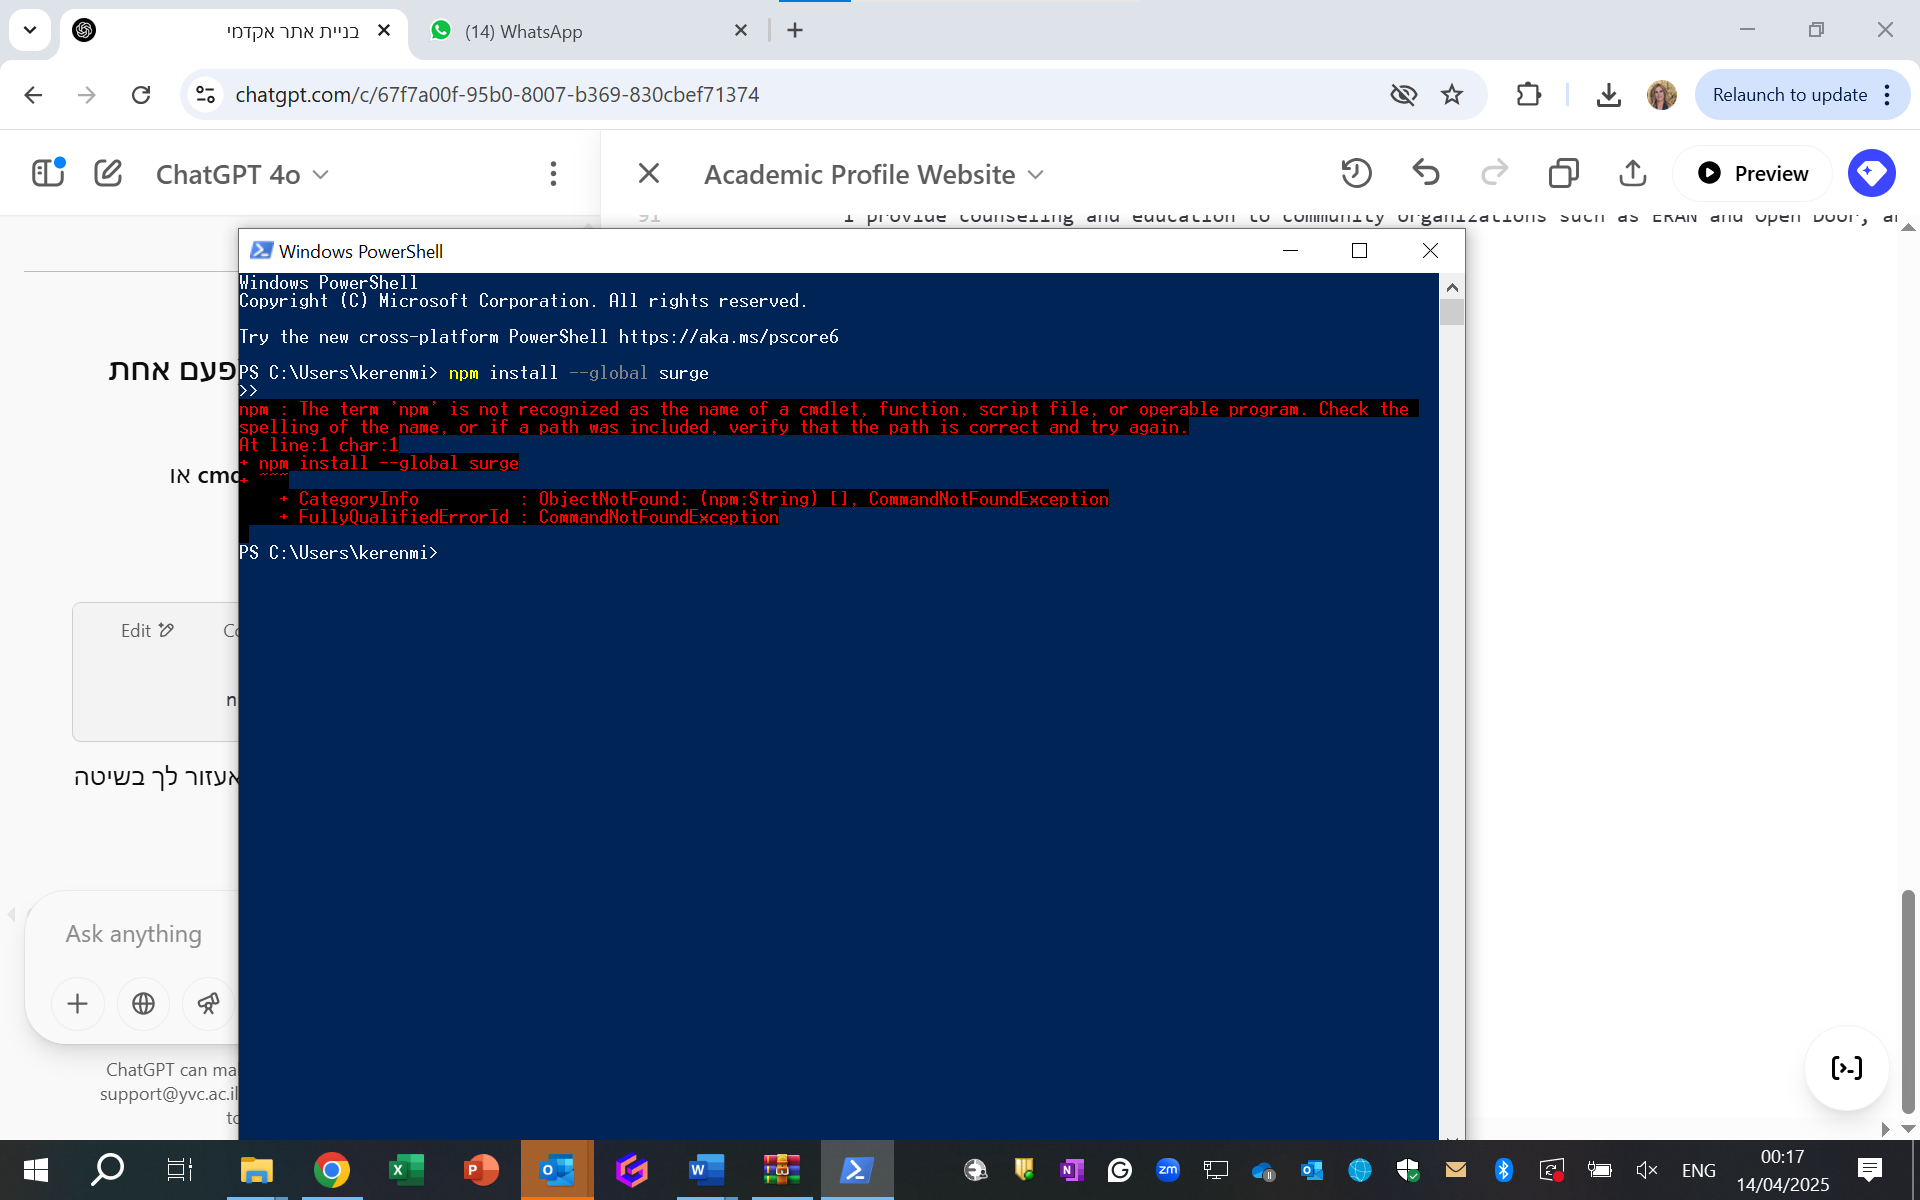 בניית אתר אקדמי
(14) WhatsApp
chatgpt.com/c/67f7a00f-95b0-8007-b369-830cbef71374
Relaunch to update
ChatGPT 4o
Academic Profile Website
Preview
91 I provide counseling and education to community organizations such as ERAN and Open Door, a
Windows PowerShell
Windows PowerShell
Copyright (C) Microsoft Corporation. All rights reserved.
Try the new cross-platform PowerShell https://aka.ms/pscore6
PS C:\Users\kerenmi> npm install --global surge
>>
npm : The term 'npm' is not recognized as the name of a cmdlet, function, script file, or operable program. Check the
spelling of the name, or if a path was included, verify that the path is correct and try again.
At line:1 char:1
+ npm install --global surge
+ ~~~
+ CategoryInfo : ObjectNotFound: (npm:String) [], CommandNotFoundException
+ FullyQualifiedErrorId : CommandNotFoundException
PS C:\Users\kerenmi>
פעם אחת
או cmd
Edit
n
אעזור לך בשיטה
Ask anything
ChatGPT can ma
support@yvc.ac.il
to
ENG
00:17
14/04/2025